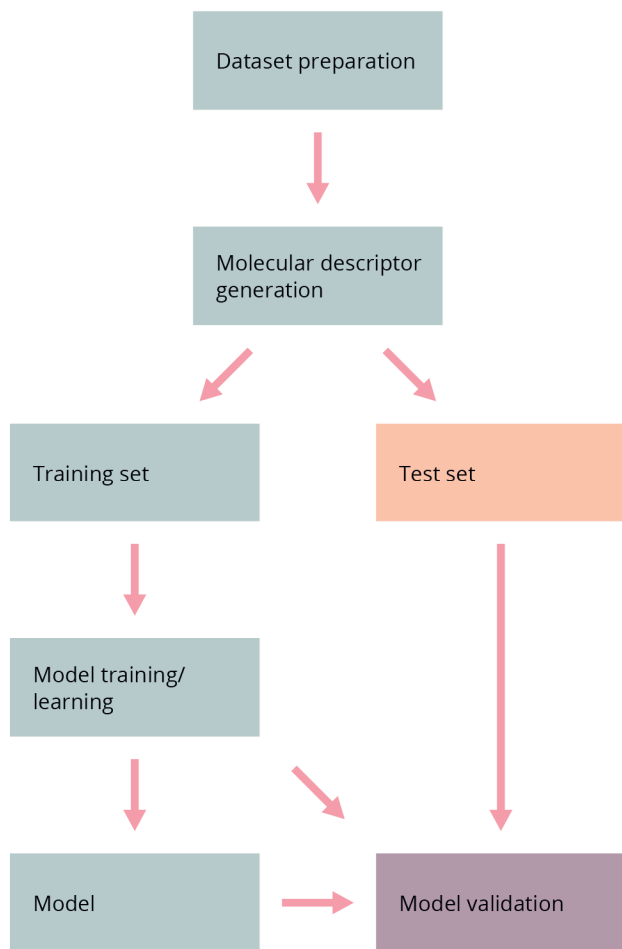 Dataset preparation
Molecular descriptor
generation
Training set
Test set
Model training/
learning
Model
Model validation